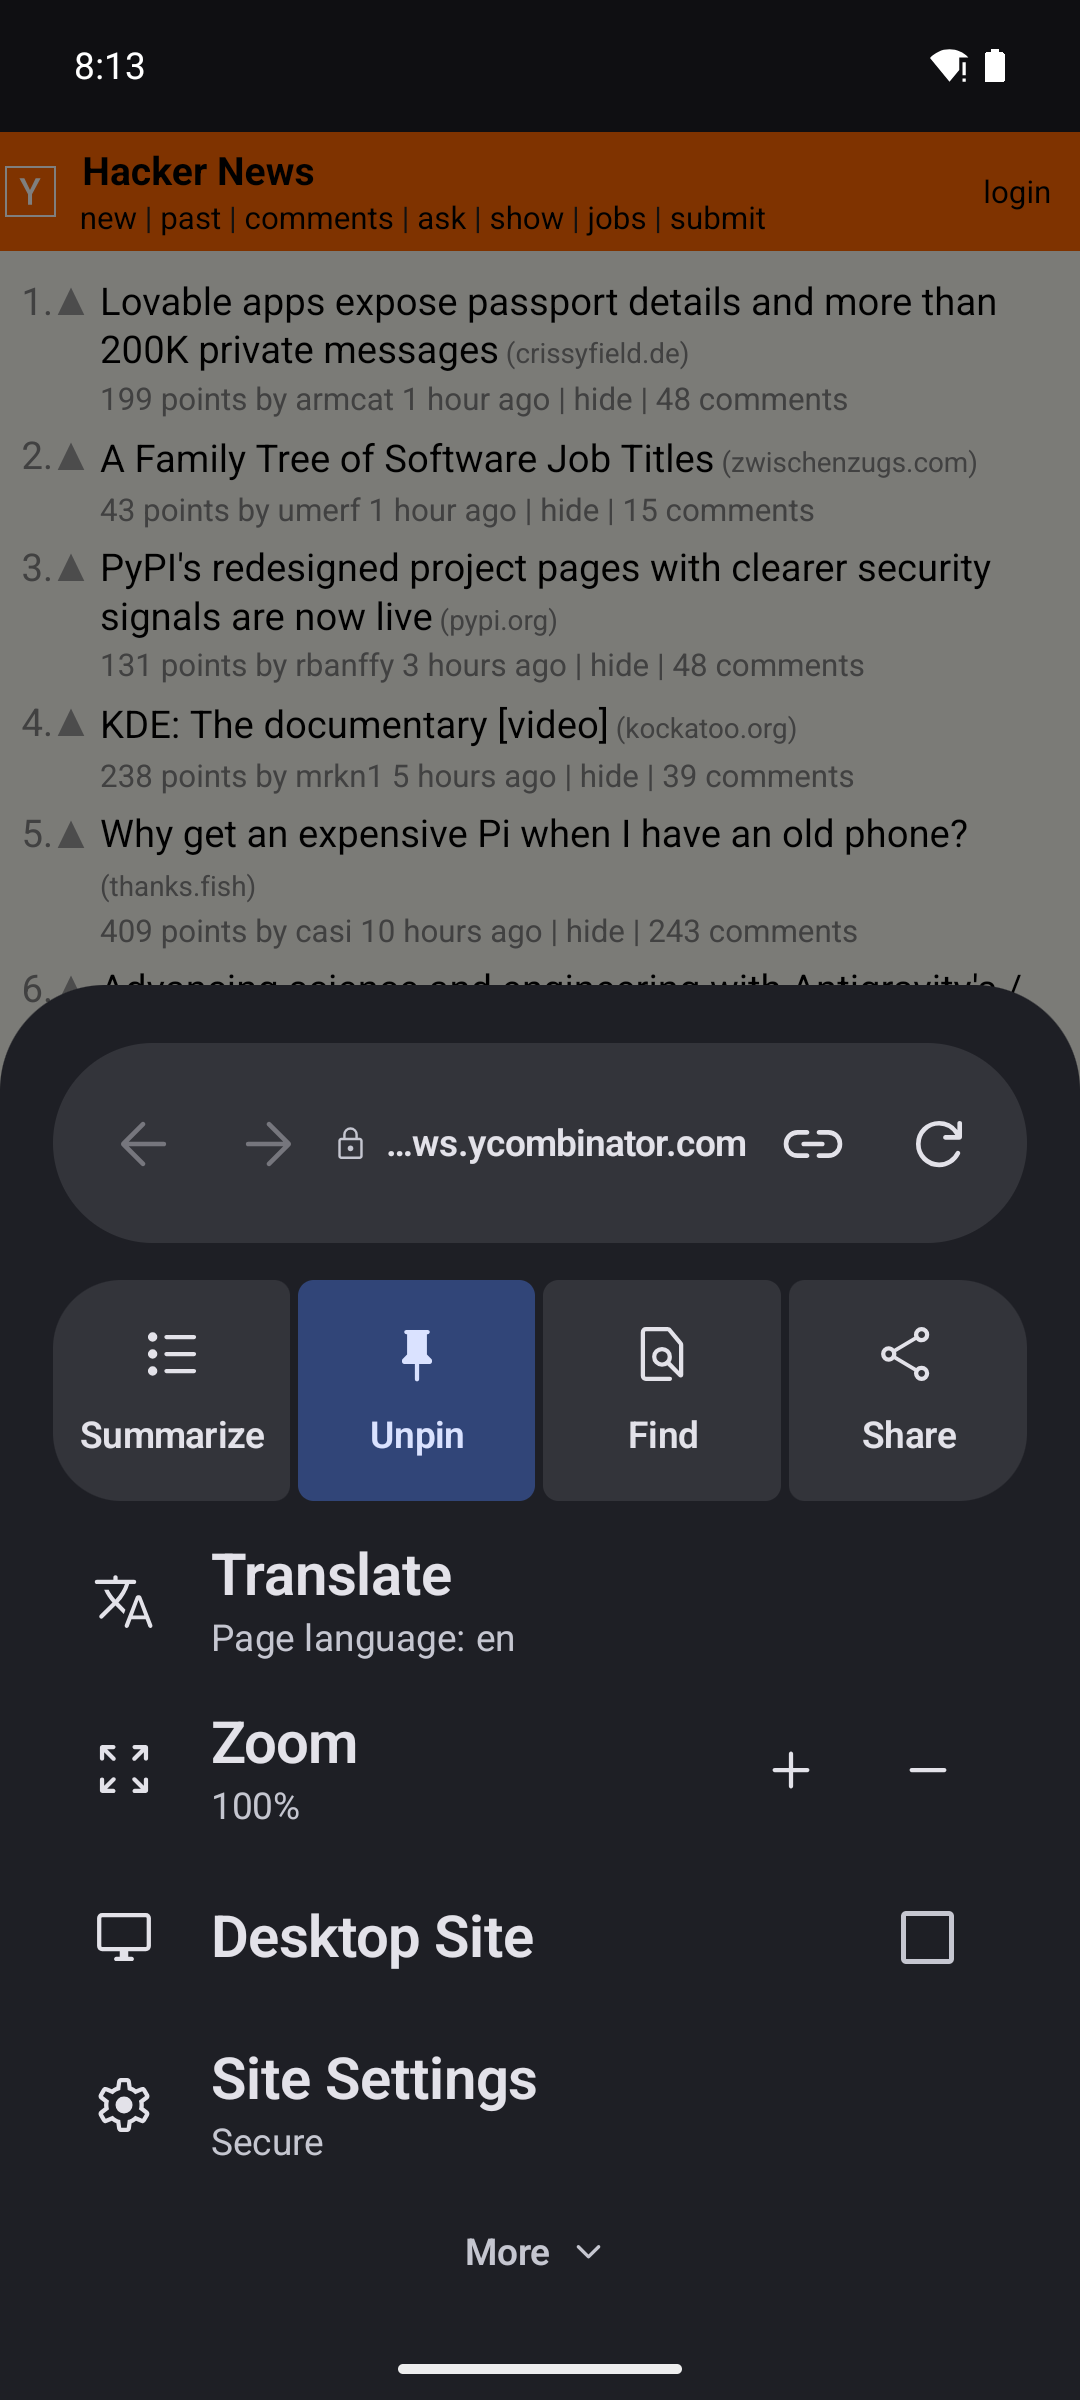 8:13
Y
Hacker News
new | past | comments | ask | show | jobs | submit
login
1. Lovable apps expose passport details and more than
200K private messages (crissyfield.de)
199 points by armcat 1 hour ago | hide | 48 comments
2. A Family Tree of Software Job Titles (zwischenzugs.com)
43 points by umerf 1 hour ago | hide | 15 comments
3. PyPI's redesigned project pages with clearer security
signals are now live (pypi.org)
131 points by rbanffy 3 hours ago | hide | 48 comments
4. KDE: The documentary [video] (kockatoo.org)
238 points by mrkn1 5 hours ago | hide | 39 comments
5. Why get an expensive Pi when I have an old phone?
(thanks.fish)
409 points by casi 10 hours ago | hide | 243 comments
6. Advancing science and engineering with Antigravity's /
...ws.ycombinator.com
Summarize
Unpin
Find
Share
Translate
Page language: en
Zoom
100%
Desktop Site
Site Settings
Secure
More